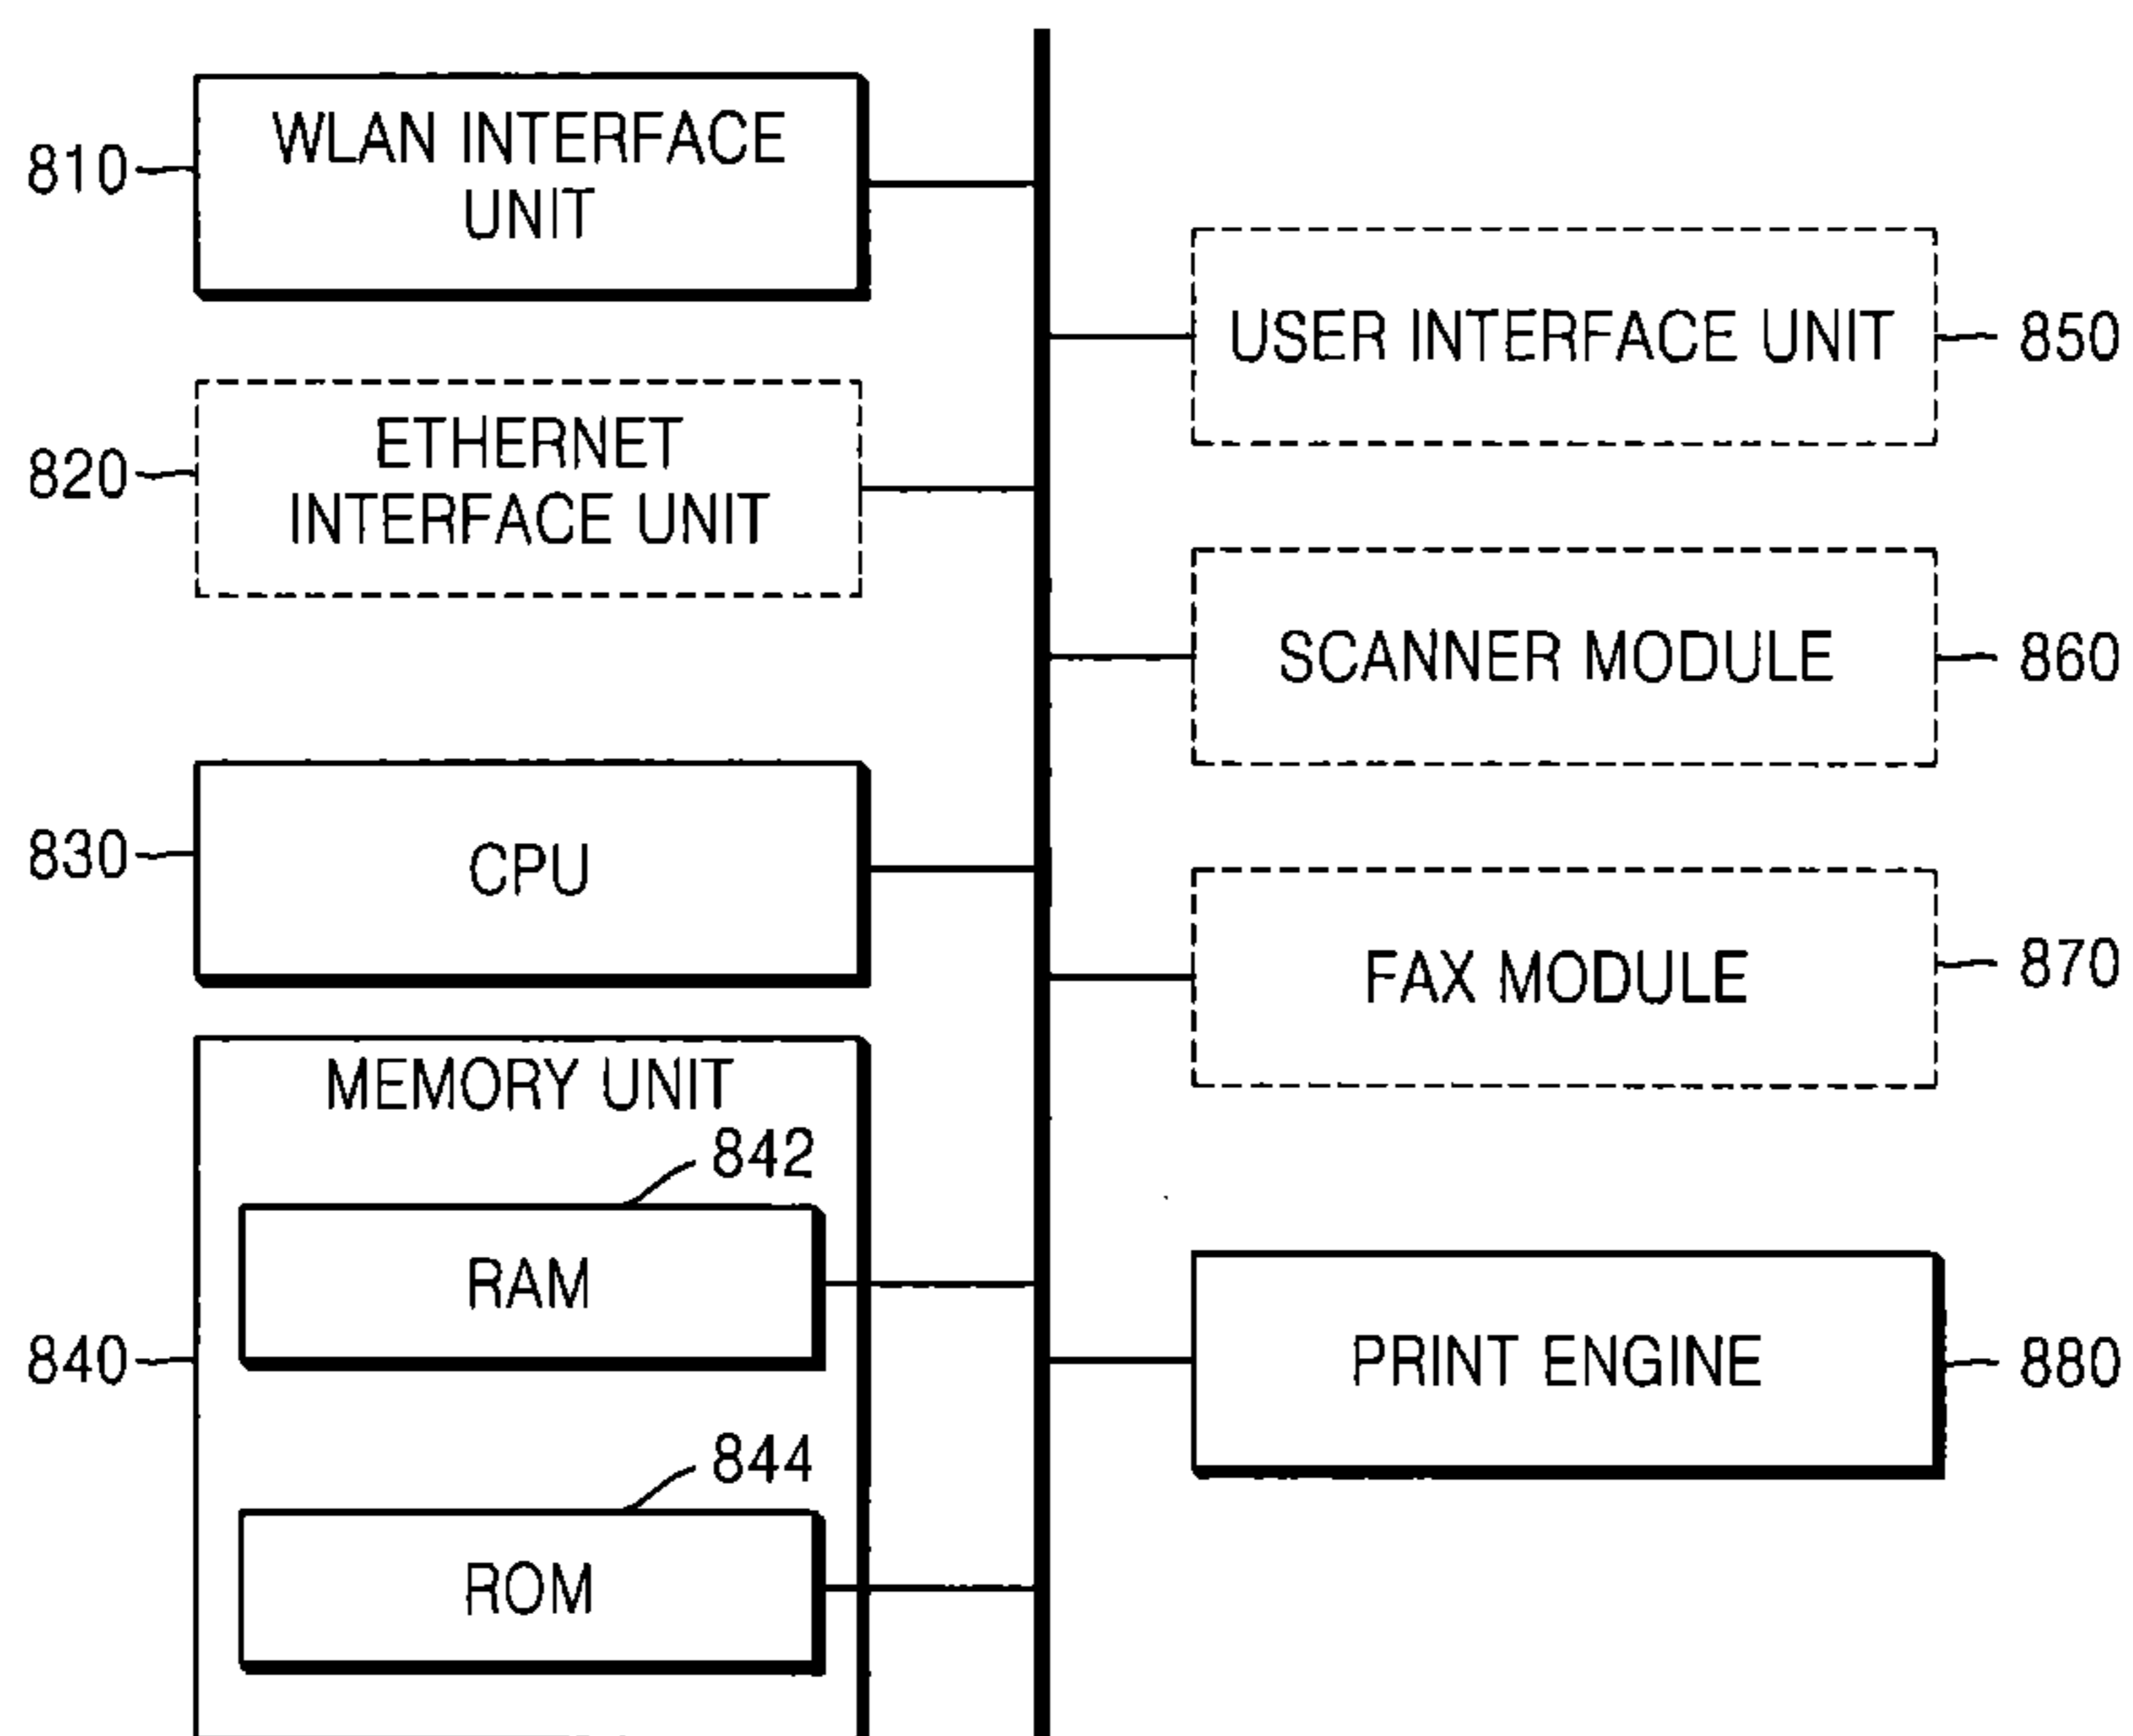 810
WLAN INTERFACE
UNIT
820
ETHERNET
INTERFACE UNIT
830
CPU
840
MEMORY UNIT
842
RAM
844
ROM
USER INTERFACE UNIT
850
SCANNER MODULE
860
FAX MODULE
870
PRINT ENGINE
880